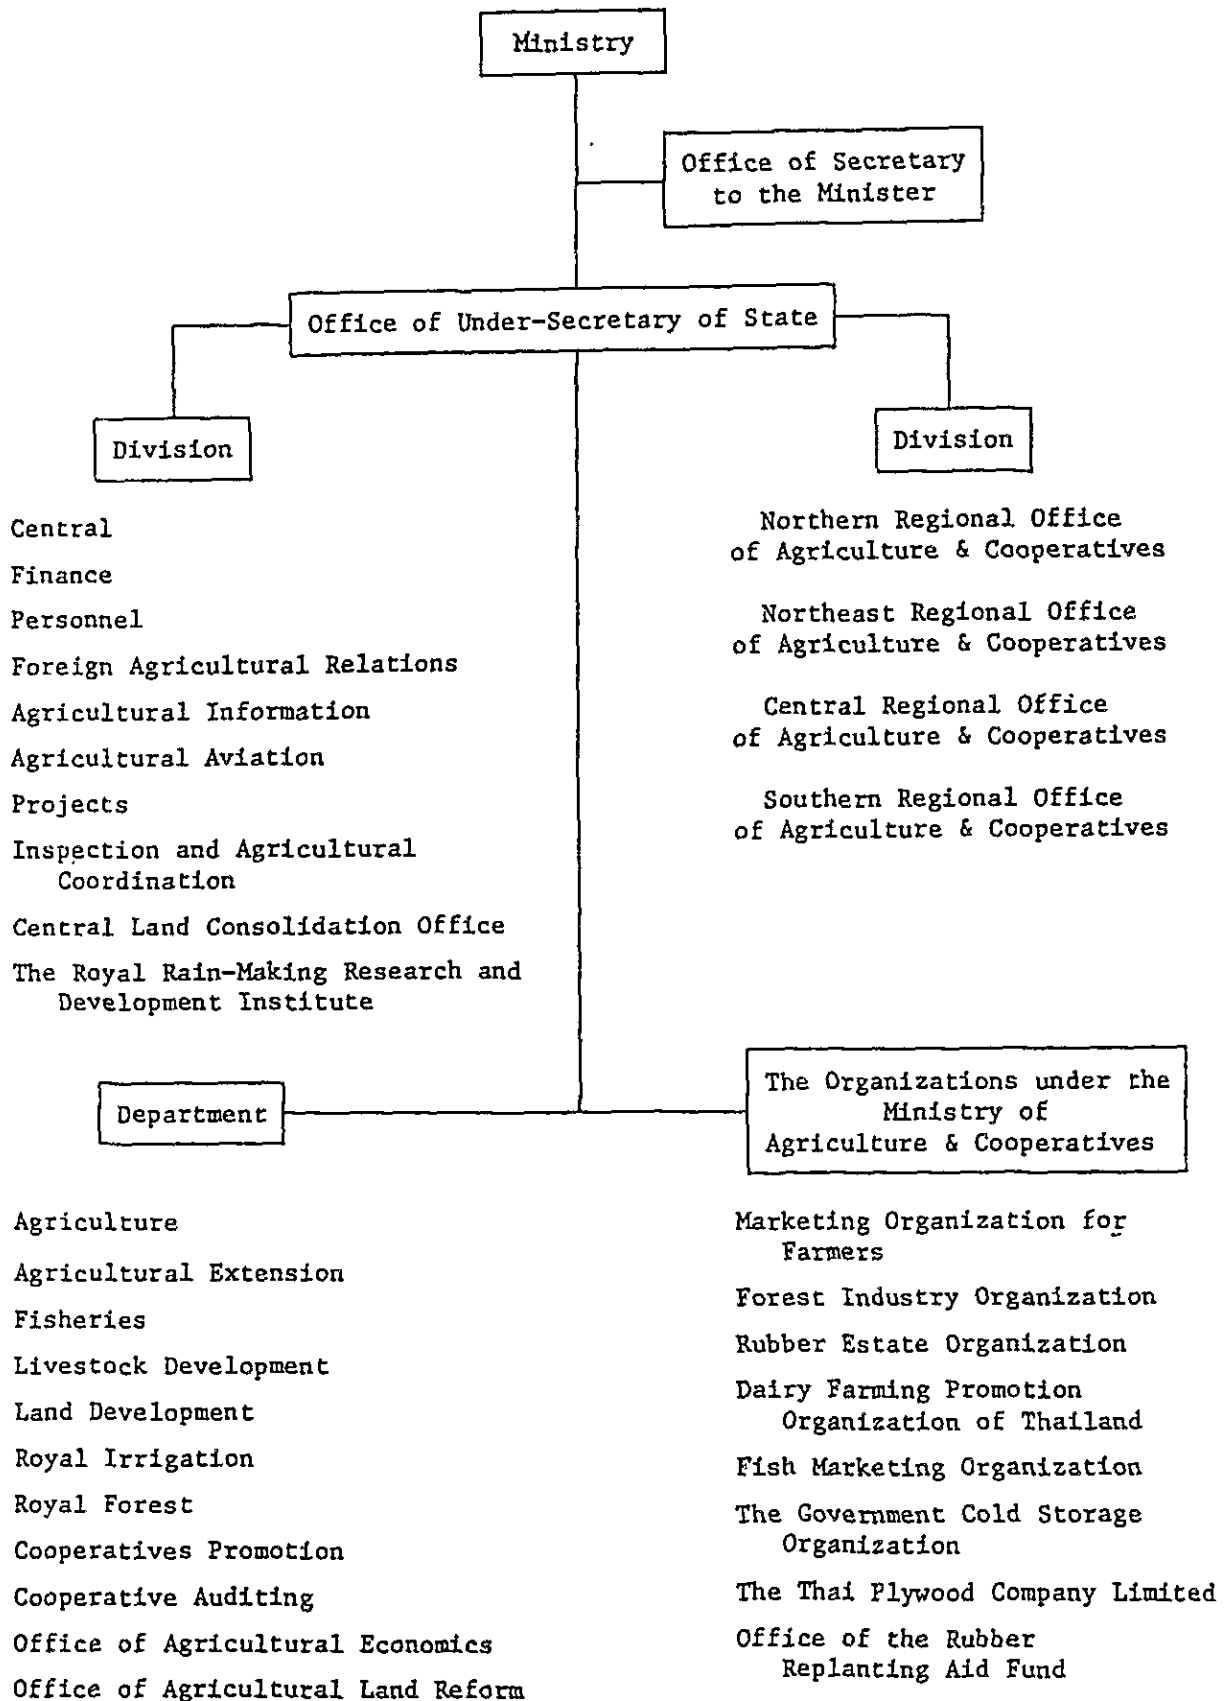 Ministry
Office of Secretary
to the Minister
Office of Under-Secretary of State
Division
Central
Finance
Personnel
Foreign Agricultural Relations
Agricultural Information
Agricultural Aviation
Projects
Inspection and Agricultural
Coordination
Central Land Consolidation Office
The Royal Rain-Making Research and
Development Institute
Division
Northern Regional Office
of Agriculture & Cooperatives
Northeast Regional Office
of Agriculture & Cooperatives
Central Regional Office
of Agriculture & Cooperatives
Southern Regional Office
of Agriculture & Cooperatives
Department
Agriculture
Agricultural Extension
Fisheries
Livestock Development
Land Development
Royal Irrigation
Royal Forest
Cooperatives Promotion
Cooperative Auditing
Office of Agricultural Economics
Office of Agricultural Land Reform
The Organizations under the
Ministry of
Agriculture & Cooperatives
Marketing Organization for
Farmers
Forest Industry Organization
Rubber Estate Organization
Dairy Farming Promotion
Organization of Thailand
Fish Marketing Organization
The Government Cold Storage
Organization
The Thai Plywood Company Limited
Office of the Rubber
Replanting Aid Fund